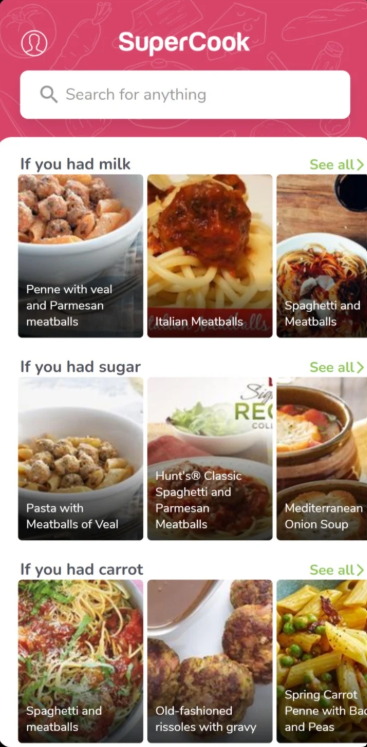 SuperCook
Search for anything
If you had milk
See all
Penne with veal
and Parmesan
meatballs
Italian Meatballs
Spaghetti and
Meatballs
If you had sugar
See all
Pasta with
Meatballs of Veal
Hunt's® Classic
Spaghetti and
Parmesan
Meatballs
Mediterranean
Onion Soup
If you had carrot
See all
Spaghetti and
meatballs
Old-fashioned
rissoles with gravy
Spring Carrot
Penne with Bac
and Peas